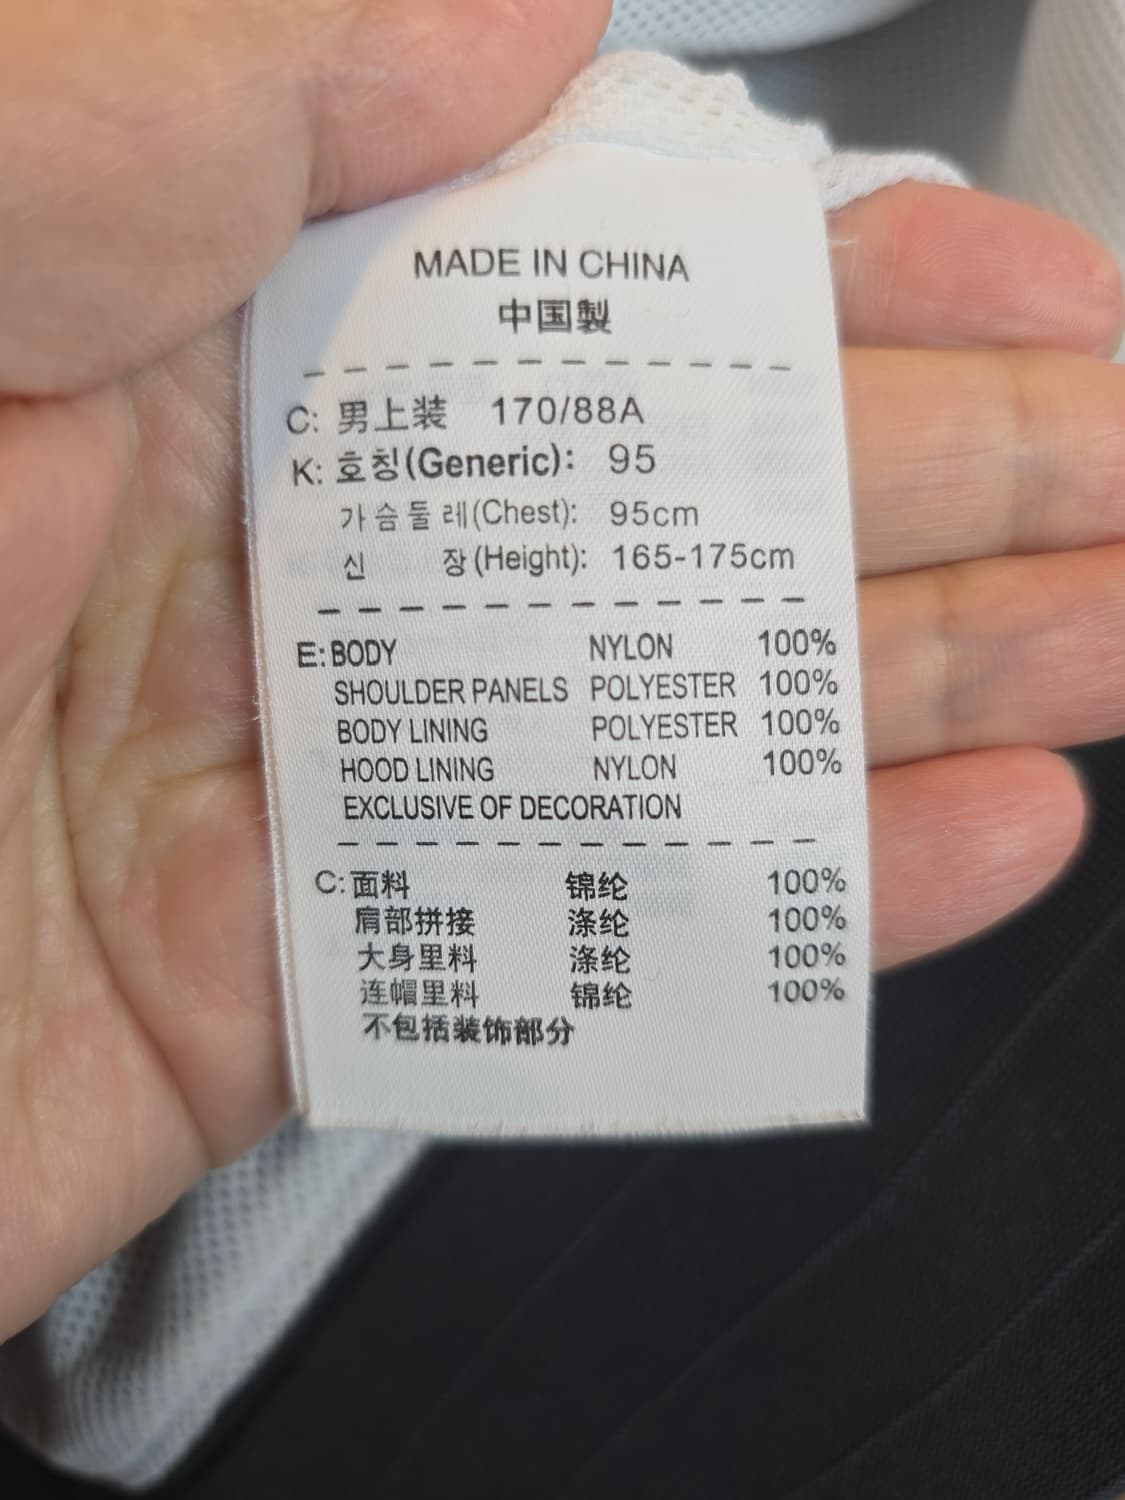 MADE IN CHINA
中国製
C: 男上装 170/88A
K: 호칭(Generic): 95
가슴둘레(Chest): 95cm
신 장(Height): 165-175cm
E: BODY NYLON 100%
SHOULDER PANELS POLYESTER 100%
BODY LINING POLYESTER 100%
HOOD LINING NYLON 100%
EXCLUSIVE OF DECORATION
C: 面料 锦纶 100%
肩部拼接 涤纶 100%
大身里料 涤纶 100%
连帽里料 锦纶 100%
不包括装饰部分